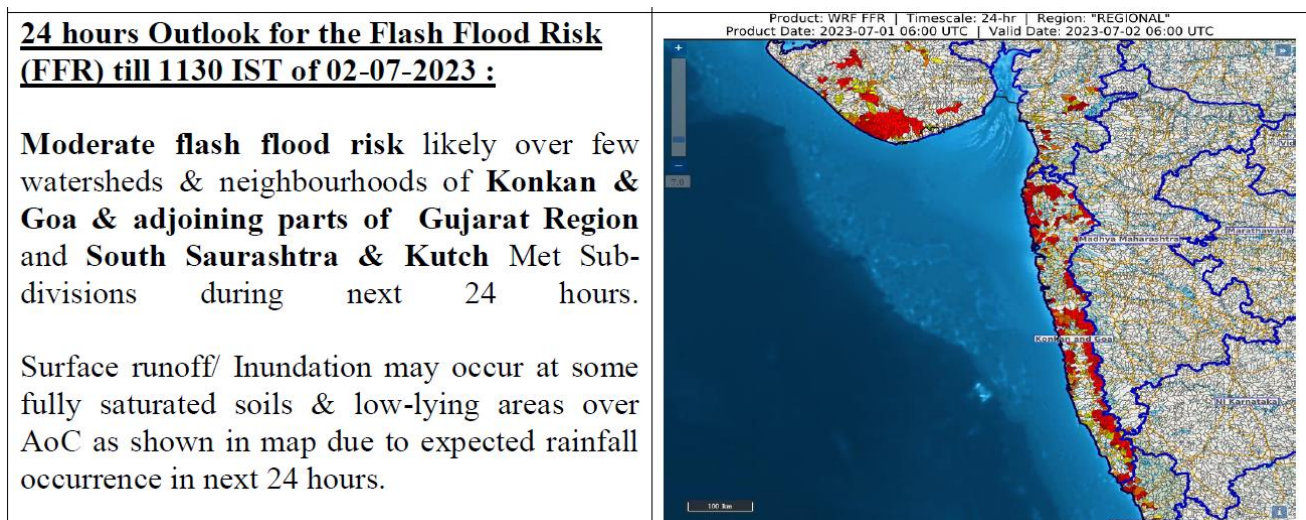 24 hours Outlook for the Flash Flood Risk
(FFR) till 1130 IST of 02-07-2023 :
Moderate flash flood risk likely over few
watersheds & neighbourhoods of Konkan &
Goa & adjoining parts of Gujarat Region
and South Saurashtra & Kutch Met Sub-
divisions during next 24 hours.
Surface runoff/ Inundation may occur at some
fully saturated soils & low-lying areas over
AoC as shown in map due to expected rainfall
occurrence in next 24 hours.
Product: WRF FFR | Timescale: 24-hr | Region: "REGIONAL"
Product Date: 2023-07-01 06:00 UTC | Valid Date: 2023-07-02 06:00 UTC
+
−
7.0
Vid
Marathawada
Madhya Maharashtra
Konkan and Goa
NI Karnataka
100 km